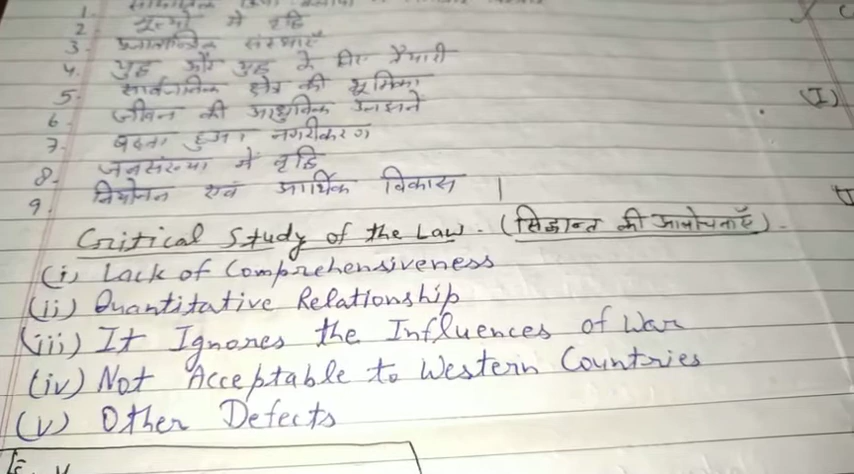 1.
2 मूल्यों में वृद्धि
3. प्रजातान्त्रिक संस्थाएँ
4. युद्ध और युद्ध के लिए तैयारी
5. सार्वजनिक क्षेत्र की भूमिका
6. जीवन की आधुनिक उलझनें
7. बढता हुआ नगरीकरण
8. जनसंख्या में वृद्धि
9. नियोजन एवं आर्थिक विकास |
Critical Study of the Law. (सिद्धान्त की आलोचनाएँ).
(i) Lack of Comprehensiveness
(ii) Quantitative Relationship
(iii) It Ignores the Influences of War
(iv) Not Acceptable to Western Countries
(v) Other Defects
(I)